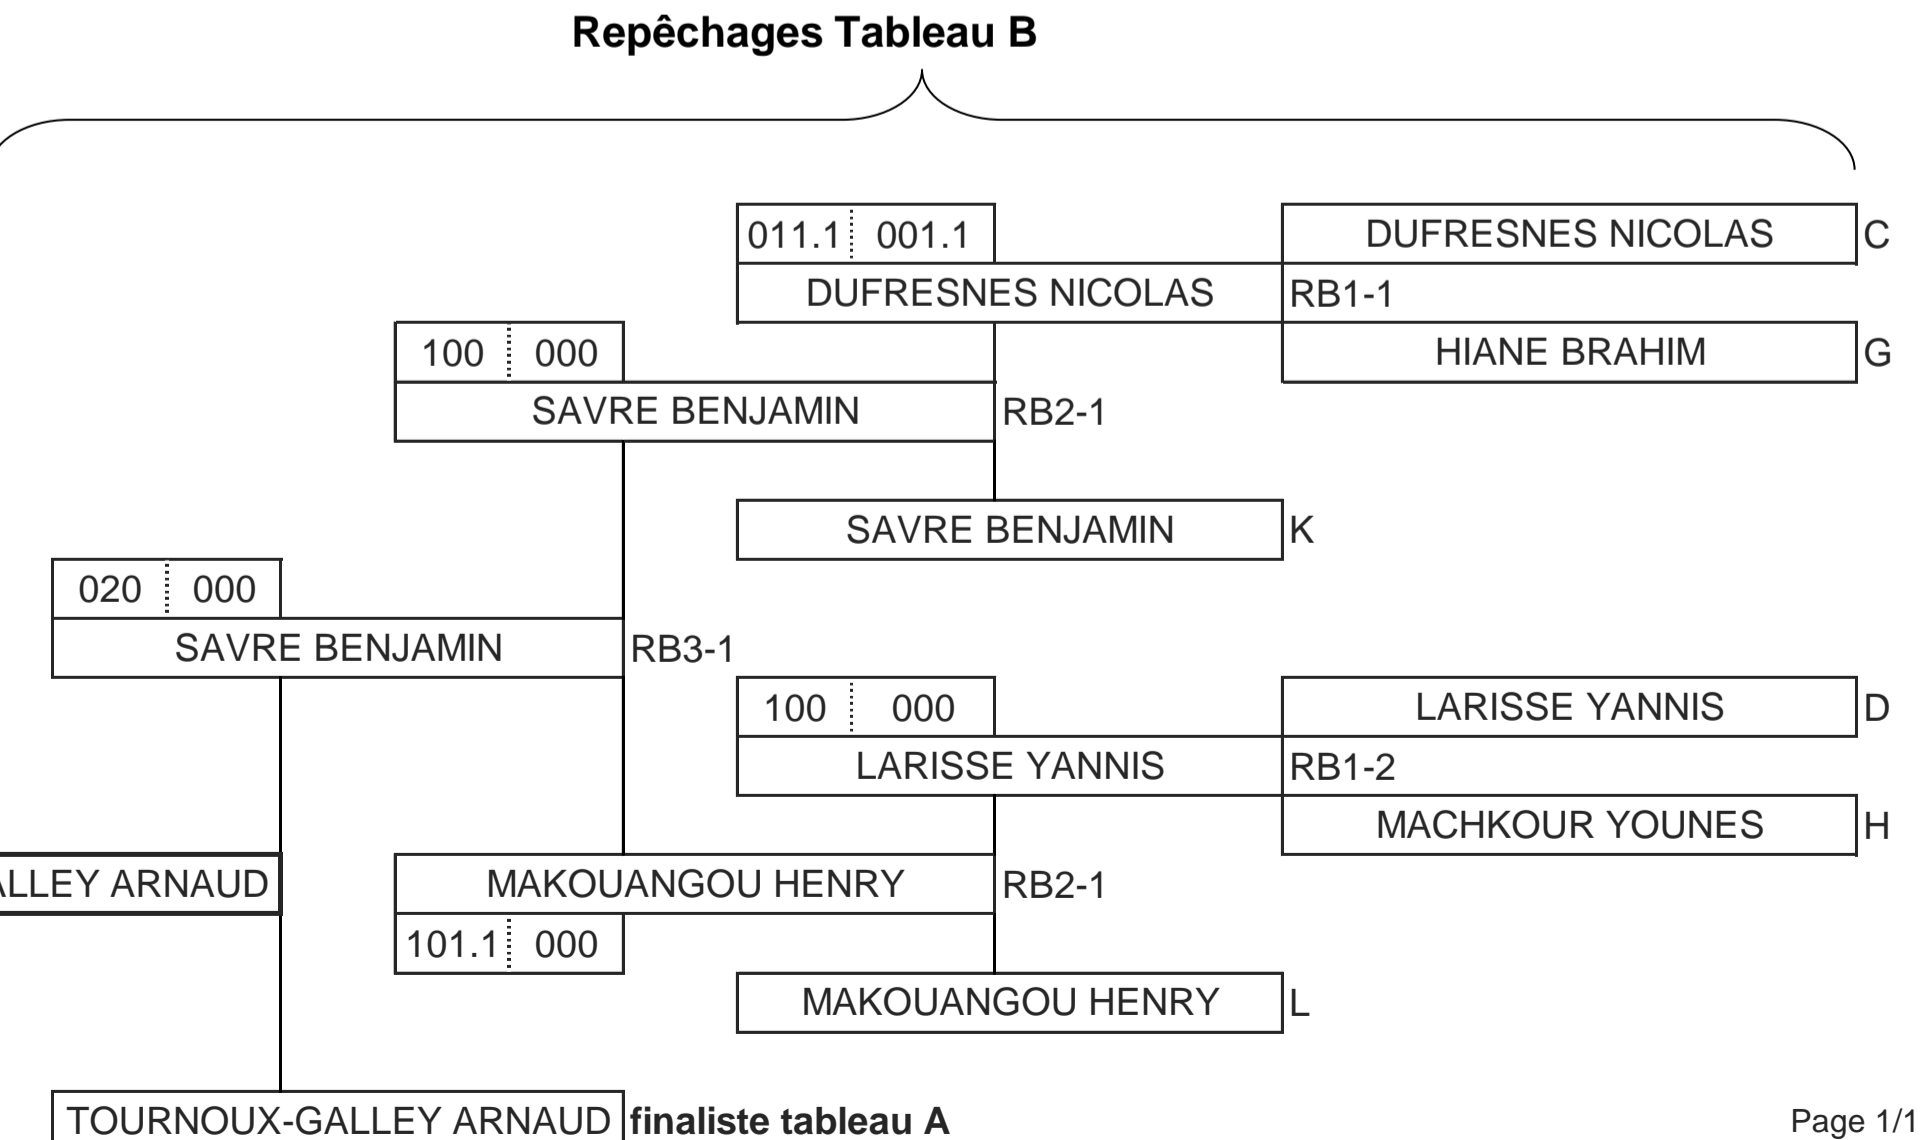 Repêchages Tableau B
011.1 001.1 DUFRESNES NICOLAS C
DUFRESNES NICOLAS RB1-1
100 000 HIANE BRAHIM G
SAVRE BENJAMIN RB2-1
SAVRE BENJAMIN K
020 000
SAVRE BENJAMIN RB3-1
100 000 LARISSE YANNIS D
LARISSE YANNIS RB1-2
MACHKOUR YOUNES H
ALLEY ARNAUD MAKOUANGOU HENRY RB2-1
101.1 000
MAKOUANGOU HENRY L
TOURNOUX-GALLEY ARNAUD finaliste tableau A Page 1/1